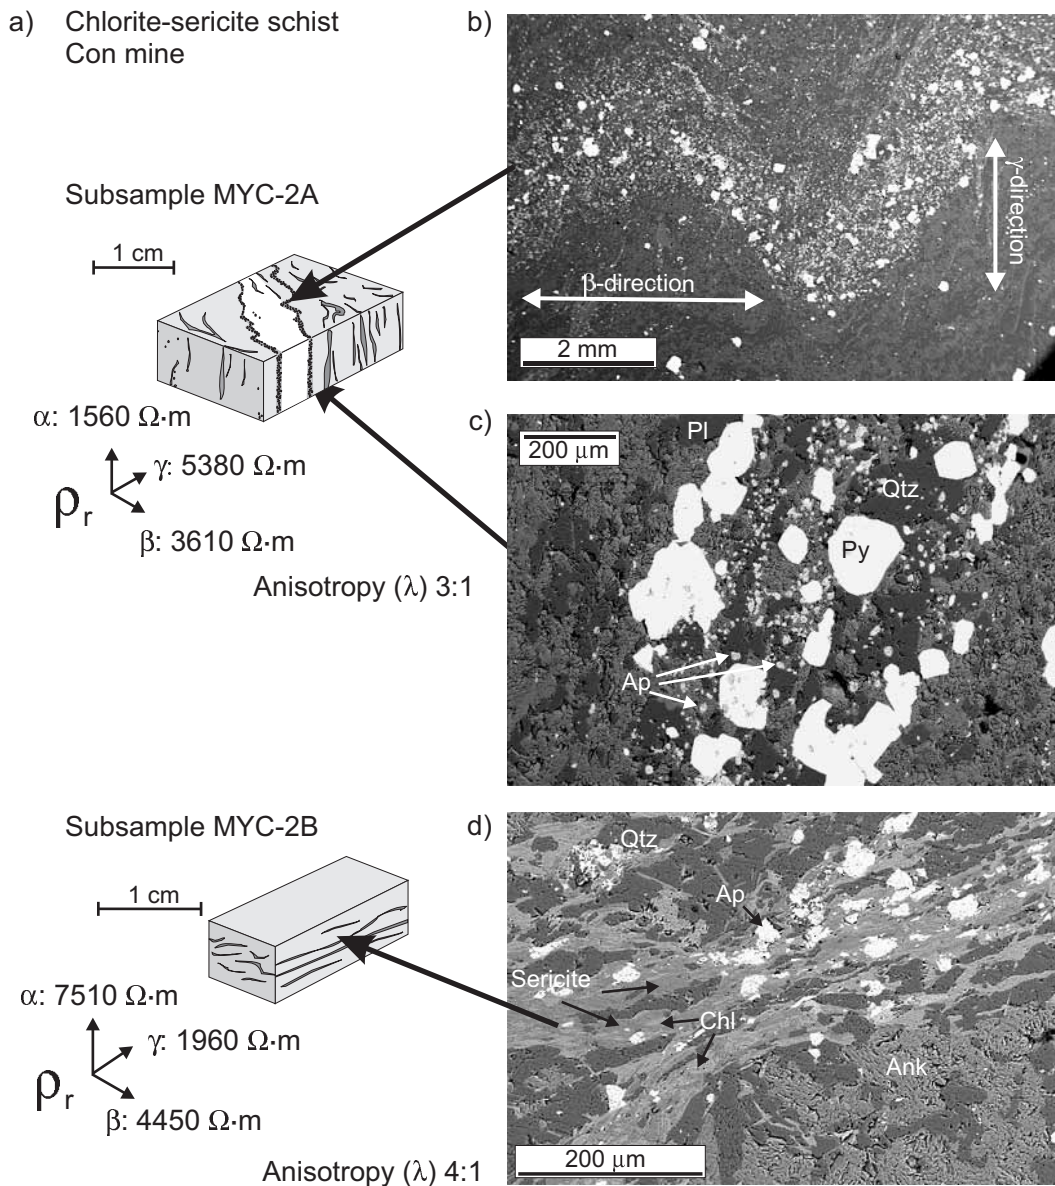 a)
Chlorite-sericite schist
Con mine
Subsample MYC-2A
1 cm
α: 1560 Ω·m
γ: 5380 Ω·m
ρr
β: 3610 Ω·m
Anisotropy (λ) 3:1
b)
γ-direction
β-direction
2 mm
c)
Pl
200 μm
Qtz
Py
Ap
Subsample MYC-2B
1 cm
α: 7510 Ω·m
γ: 1960 Ω·m
ρr
β: 4450 Ω·m
Anisotropy (λ) 4:1
d)
Qtz
Ap
Sericite
Chl
Ank
200 μm